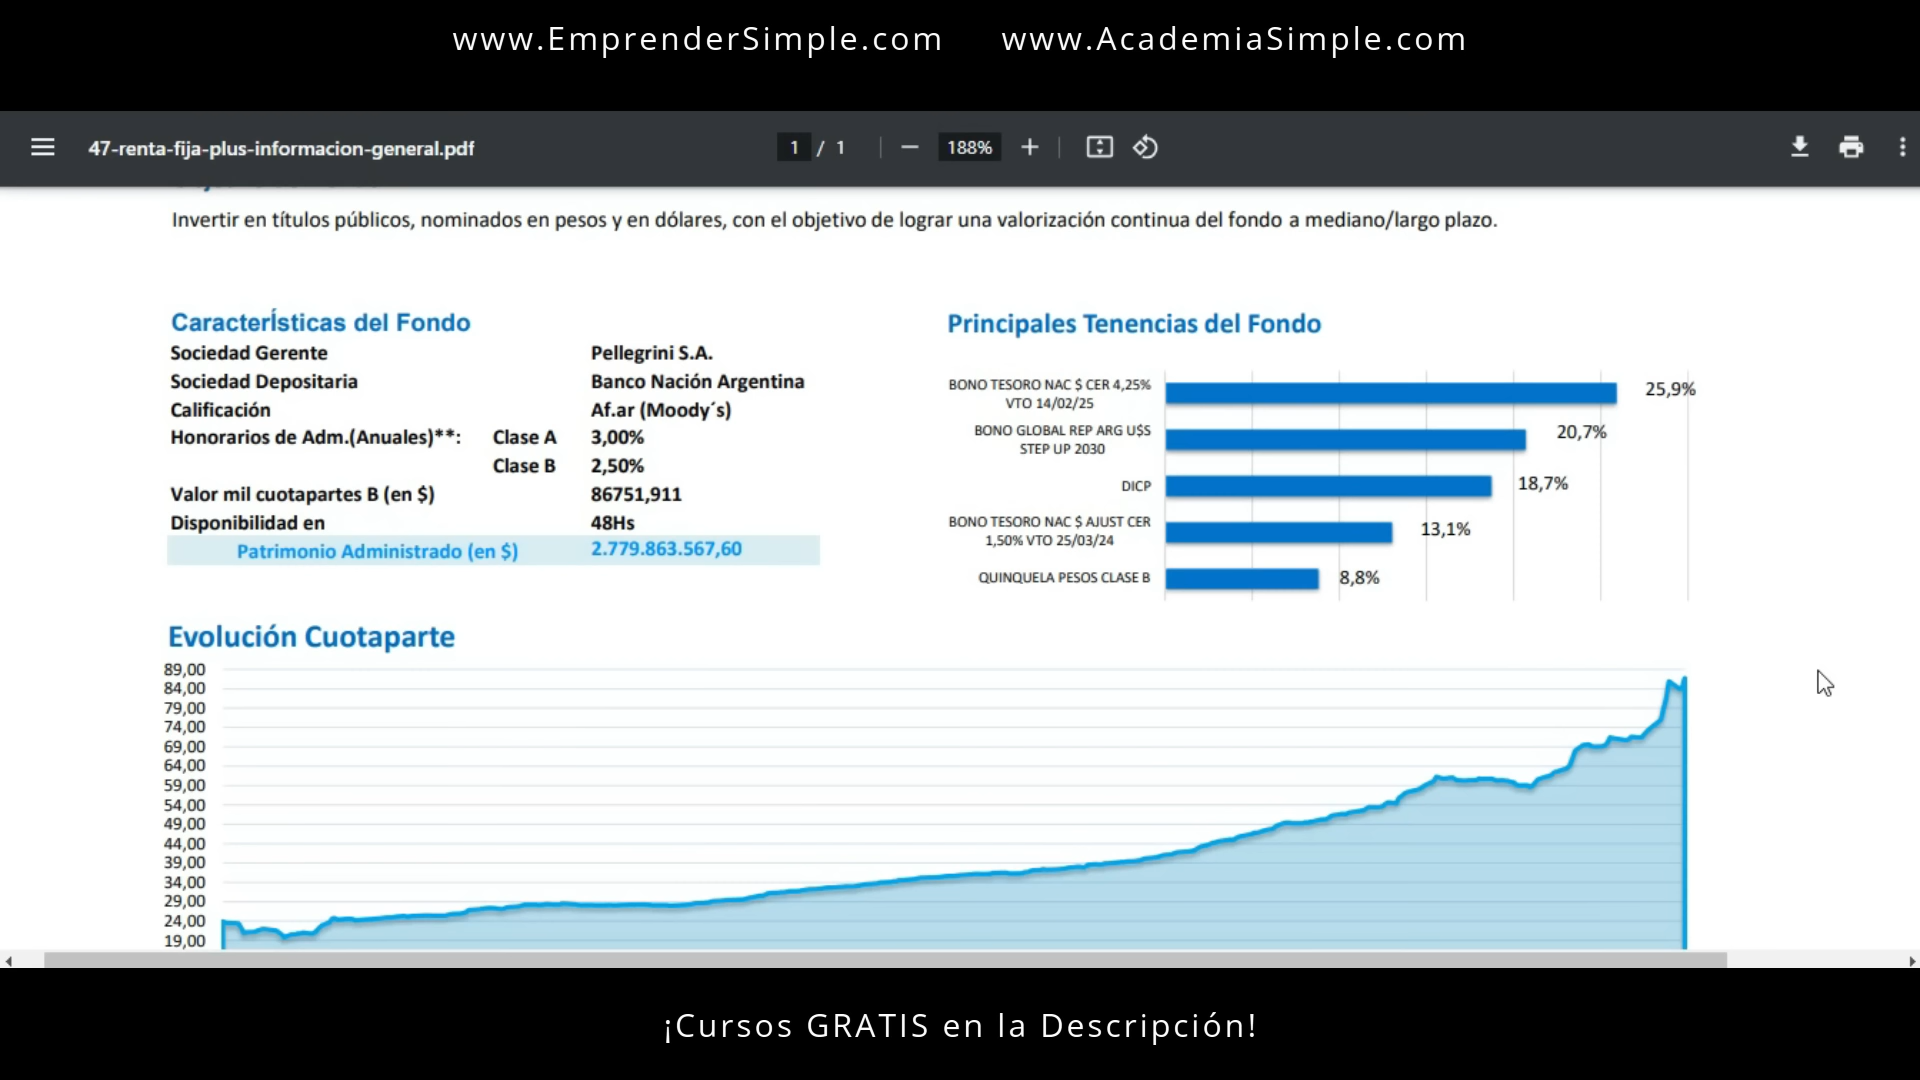 www.EmprenderSimple.com www.AcademiaSimple.com
47-renta-fija-plus-informacion-general.pdf 1 / 1 188%
Invertir en títulos públicos, nominados en pesos y en dólares, con el objetivo de lograr una valorización continua del fondo a mediano/largo plazo.
CaracterÍsticas del Fondo
Sociedad Gerente Pellegrini S.A.
Sociedad Depositaria Banco Nación Argentina
Calificación Af.ar (Moody´s)
Honorarios de Adm.(Anuales)**: Clase A 3,00%
Clase B 2,50%
Valor mil cuotapartes B (en $) 86751,911
Disponibilidad en 48Hs
Patrimonio Administrado (en $) 2.779.863.567,60
Principales Tenencias del Fondo
BONO TESORO NAC $ CER 4,25%
VTO 14/02/25
25,9%
BONO GLOBAL REP ARG U$S
STEP UP 2030
20,7%
DICP 18,7%
BONO TESORO NAC $ AJUST CER
1,50% VTO 25/03/24
13,1%
QUINQUELA PESOS CLASE B 8,8%
Evolución Cuotaparte
89,00
84,00
79,00
74,00
69,00
64,00
59,00
54,00
49,00
44,00
39,00
34,00
29,00
24,00
19,00
¡Cursos GRATIS en la Descripción!